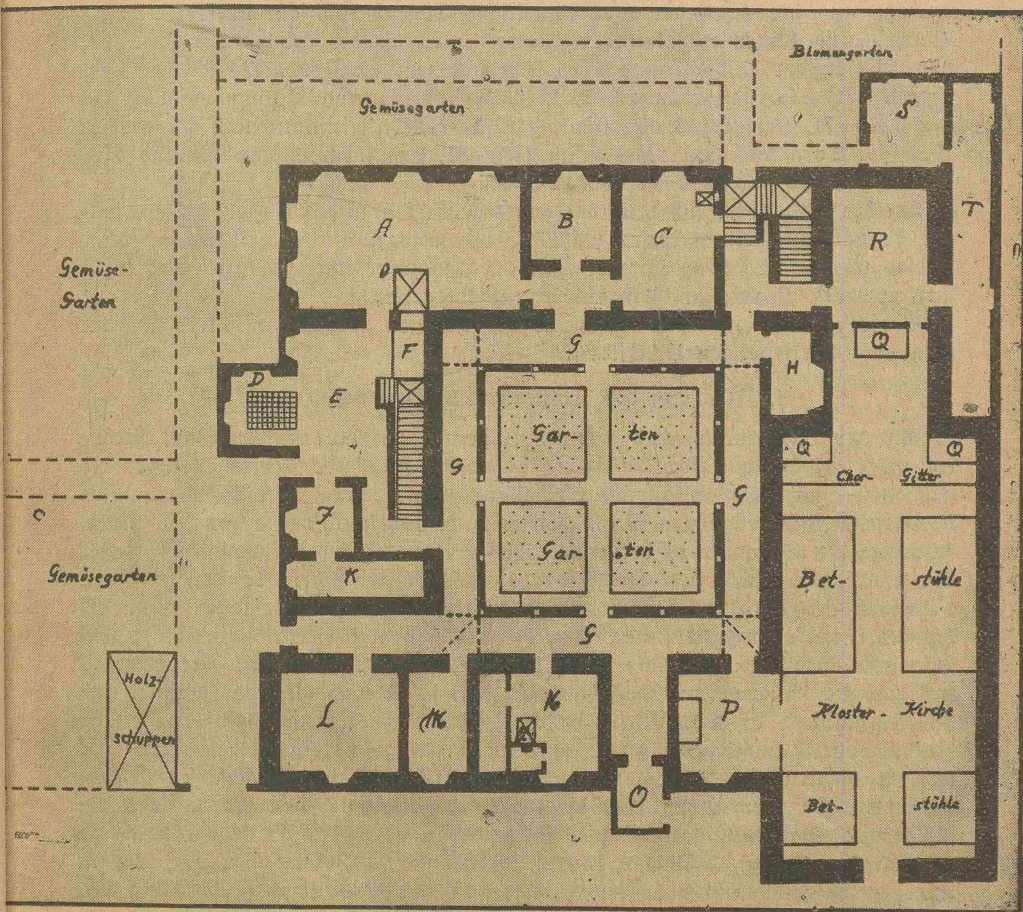 Blumengarten
Gemüsegarten
S
A
B
C
T
R
Gemüse-
Garten
D
F
G
Q
D
E
H
Gar- ten
Q
Q
G
Chor- Gitter
G
J
Gar- ten
Gemüsegarten
K
Bet- stühle
G
Holz-
schuppen
L
M
N
P
Kloster- Kirche
O
Bet- stühle